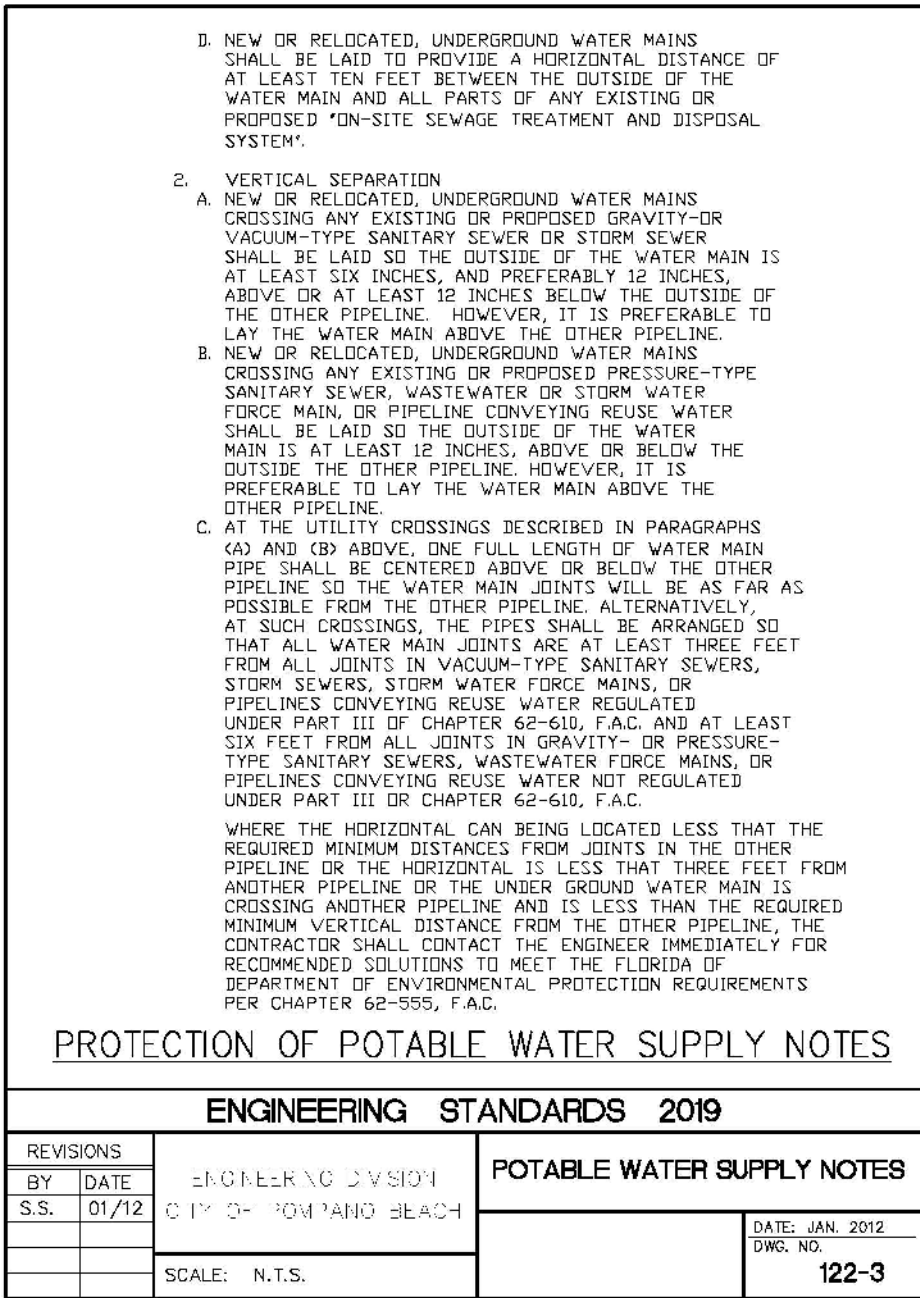 D. NEW OR RELOCATED, UNDERGROUND WATER MAINS
SHALL BE LAID TO PROVIDE A HORIZONTAL DISTANCE OF
AT LEAST TEN FEET BETWEEN THE OUTSIDE OF THE
WATER MAIN AND ALL PARTS OF ANY EXISTING OR
PROPOSED "ON-SITE SEWAGE TREATMENT AND DISPOSAL
SYSTEM".
2. VERTICAL SEPARATION
A. NEW OR RELOCATED, UNDERGROUND WATER MAINS
CROSSING ANY EXISTING OR PROPOSED GRAVITY-OR
VACUUM-TYPE SANITARY SEWER OR STORM SEWER
SHALL BE LAID SO THE OUTSIDE OF THE WATER MAIN IS
AT LEAST SIX INCHES, AND PREFERABLY 12 INCHES,
ABOVE OR AT LEAST 12 INCHES BELOW THE OUTSIDE OF
THE OTHER PIPELINE. HOWEVER, IT IS PREFERABLE TO
LAY THE WATER MAIN ABOVE THE OTHER PIPELINE.
B. NEW OR RELOCATED, UNDERGROUND WATER MAINS
CROSSING ANY EXISTING OR PROPOSED PRESSURE-TYPE
SANITARY SEWER, WASTEWATER OR STORM WATER
FORCE MAIN, OR PIPELINE CONVEYING REUSE WATER
SHALL BE LAID SO THE OUTSIDE OF THE WATER
MAIN IS AT LEAST 12 INCHES, ABOVE OR BELOW THE
OUTSIDE THE OTHER PIPELINE. HOWEVER, IT IS
PREFERABLE TO LAY THE WATER MAIN ABOVE THE
OTHER PIPELINE.
C. AT THE UTILITY CROSSINGS DESCRIBED IN PARAGRAPHS
(A) AND (B) ABOVE, ONE FULL LENGTH OF WATER MAIN
PIPE SHALL BE CENTERED ABOVE OR BELOW THE OTHER
PIPELINE SO THE WATER MAIN JOINTS WILL BE AS FAR AS
POSSIBLE FROM THE OTHER PIPELINE. ALTERNATIVELY,
AT SUCH CROSSINGS, THE PIPES SHALL BE ARRANGED SO
THAT ALL WATER MAIN JOINTS ARE AT LEAST THREE FEET
FROM ALL JOINTS IN VACUUM-TYPE SANITARY SEWERS,
STORM SEWERS, STORM WATER FORCE MAINS, OR
PIPELINES CONVEYING REUSE WATER REGULATED
UNDER PART III OF CHAPTER 62-610, F.A.C. AND AT LEAST
SIX FEET FROM ALL JOINTS IN GRAVITY- OR PRESSURE-
TYPE SANITARY SEWERS, WASTEWATER FORCE MAINS, OR
PIPELINES CONVEYING REUSE WATER NOT REGULATED
UNDER PART III OR CHAPTER 62-610, F.A.C.
WHERE THE HORIZONTAL CAN BEING LOCATED LESS THAT THE
REQUIRED MINIMUM DISTANCES FROM JOINTS IN THE OTHER
PIPELINE OR THE HORIZONTAL IS LESS THAT THREE FEET FROM
ANOTHER PIPELINE OR THE UNDER GROUND WATER MAIN IS
CROSSING ANOTHER PIPELINE AND IS LESS THAN THE REQUIRED
MINIMUM VERTICAL DISTANCE FROM THE OTHER PIPELINE, THE
CONTRACTOR SHALL CONTACT THE ENGINEER IMMEDIATELY FOR
RECOMMENDED SOLUTIONS TO MEET THE FLORIDA OF
DEPARTMENT OF ENVIRONMENTAL PROTECTION REQUIREMENTS
PER CHAPTER 62-555, F.A.C.
PROTECTION OF POTABLE WATER SUPPLY NOTES
ENGINEERING STANDARDS 2019
REVISIONS
BY DATE
S.S. 01/12
ENGINEERING DIVISION
CITY OF POMPANO BEACH
SCALE: N.T.S.
POTABLE WATER SUPPLY NOTES
DATE: JAN. 2012
DWG. NO.
122-3